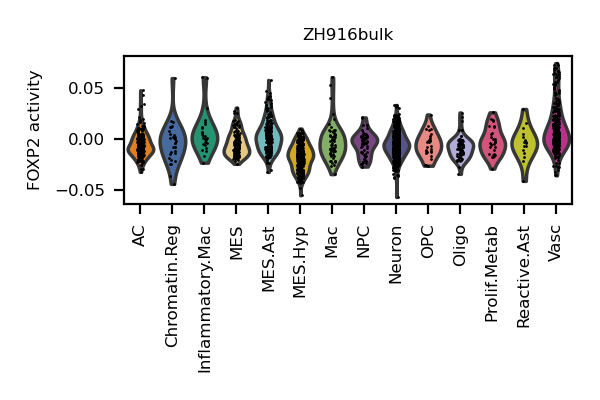 ZH916bulk
FOXP2 activity
0.05
0.00
−0.05
AC
Chromatin.Reg
Inflammatory.Mac
MES
MES.Ast
MES.Hyp
Mac
NPC
Neuron
OPC
Oligo
Prolif.Metab
Reactive.Ast
Vasc